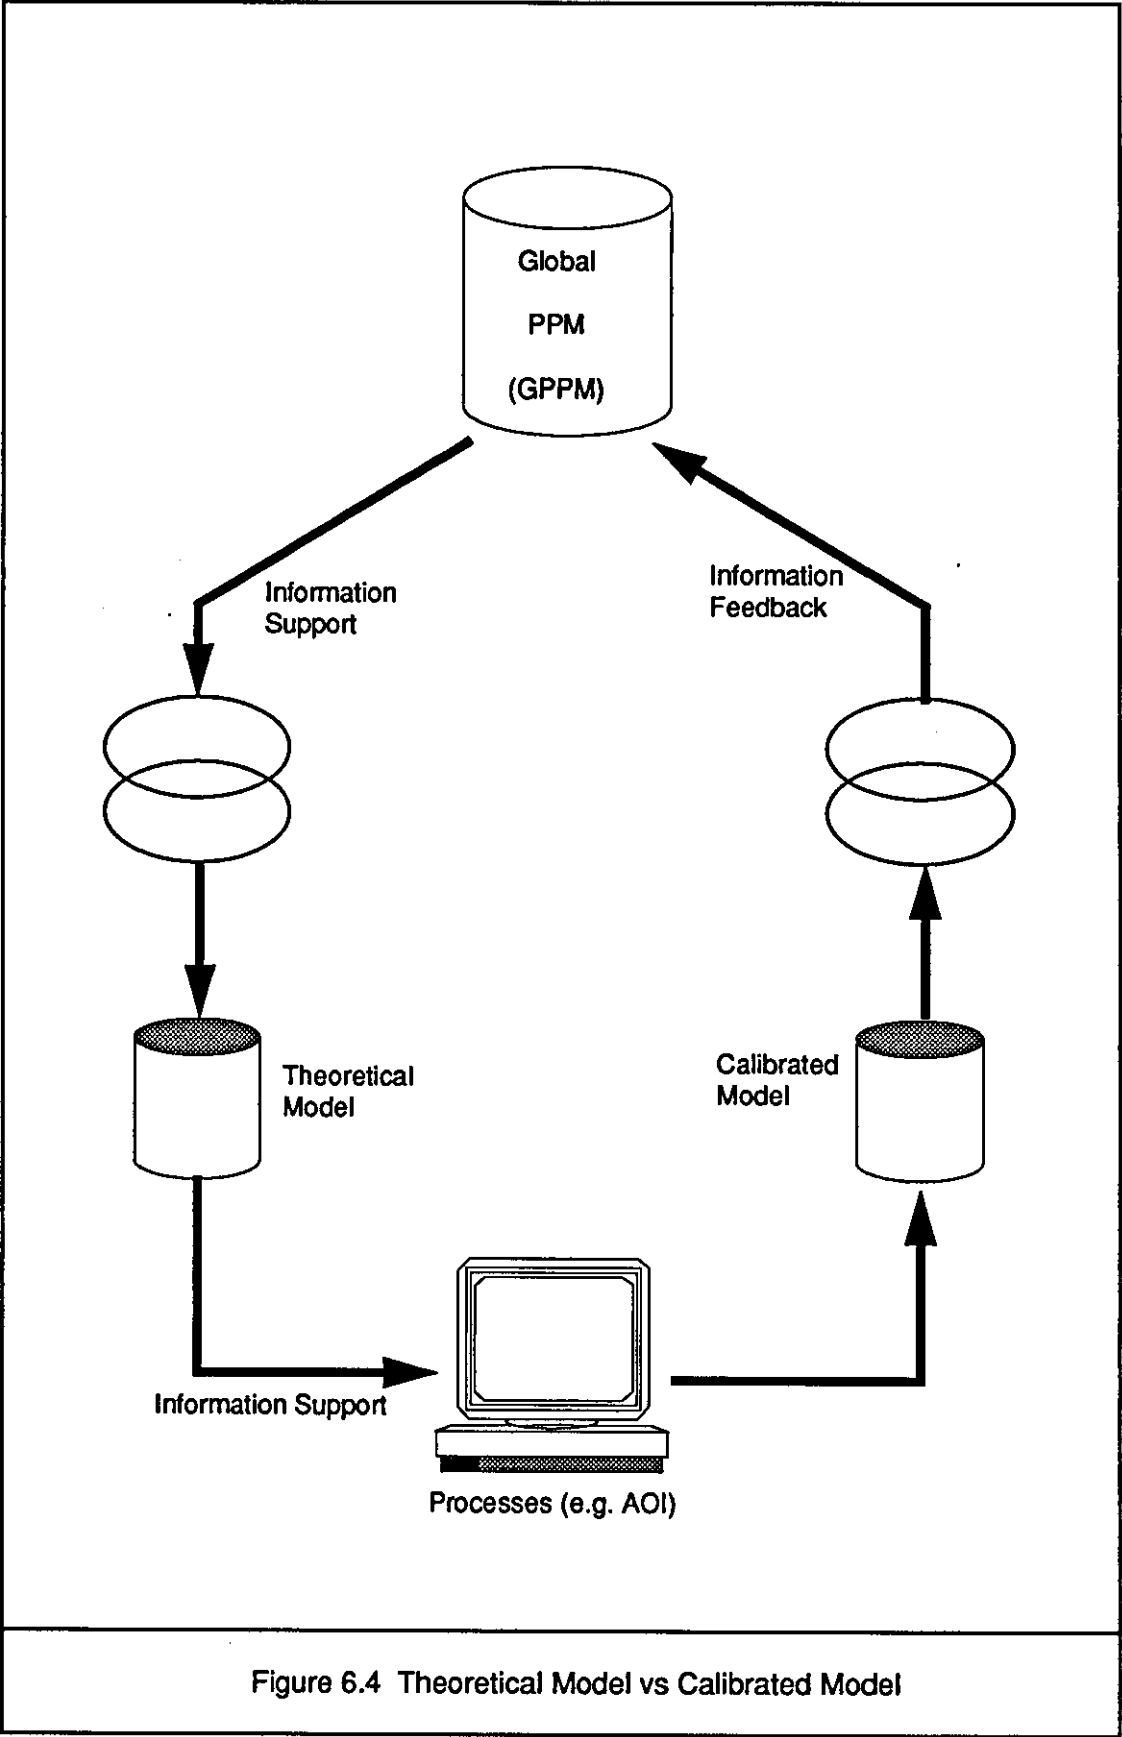 Global
PPM
(GPPM)
Information
Support
Information
Feedback
Theoretical
Model
Calibrated
Model
Information Support
Processes (e.g. AOI)
Figure 6.4 Theoretical Model vs Calibrated Model